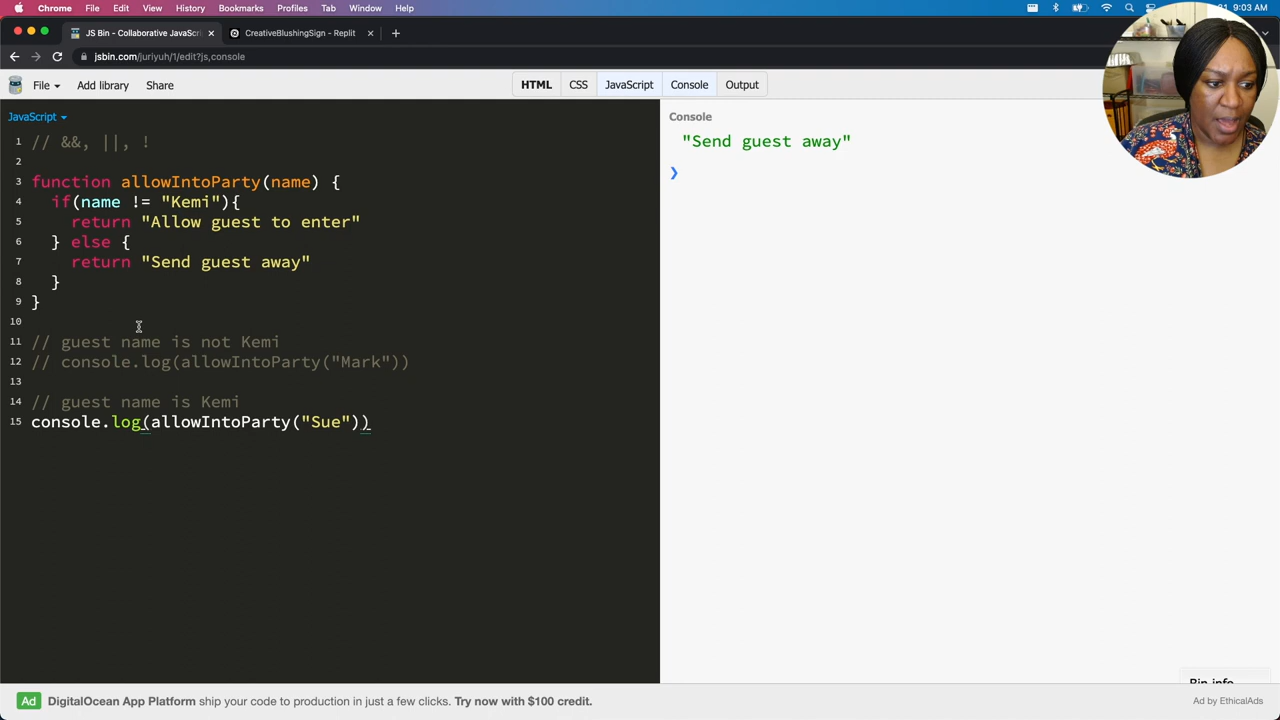 Chrome File Edit View History Bookmarks Profiles Tab Window Help
9:03 AM
JS Bin - Collaborative JavaScri
CreativeBlushingSign - Replit
jsbin.com/juriyuh/1/edit?js,console
File Add library Share
HTML CSS JavaScript Console Output
JavaScript
1 // &&, ||, !
2
3 function allowIntoParty(name) {
4 if(name != "Kemi"){
5 return "Allow guest to enter"
6 } else {
7 return "Send guest away"
8 }
9 }
10
11 // guest name is not Kemi
12 // console.log(allowIntoParty("Mark"))
13
14 // guest name is Kemi
15 console.log(allowIntoParty("Sue"))
Console
"Send guest away"
Bin info
Ad DigitalOcean App Platform ship your code to production in just a few clicks. Try now with $100 credit.
Ad by EthicalAds